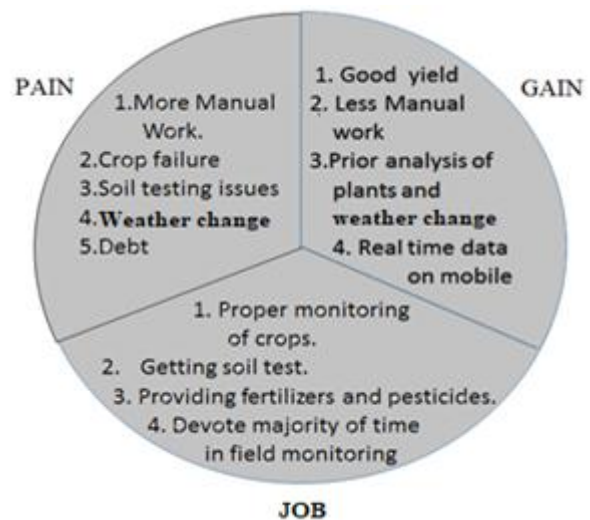 PAIN
1.More Manual
Work.
2.Crop failure
3.Soil testing issues
4.Weather change
5.Debt
GAIN
1. Good yield
2. Less Manual
work
3.Prior analysis of
plants and
weather change
4. Real time data
on mobile
1. Proper monitoring
of crops.
2. Getting soil test.
3. Providing fertilizers and pesticides.
4. Devote majority of time
in field monitoring
JOB